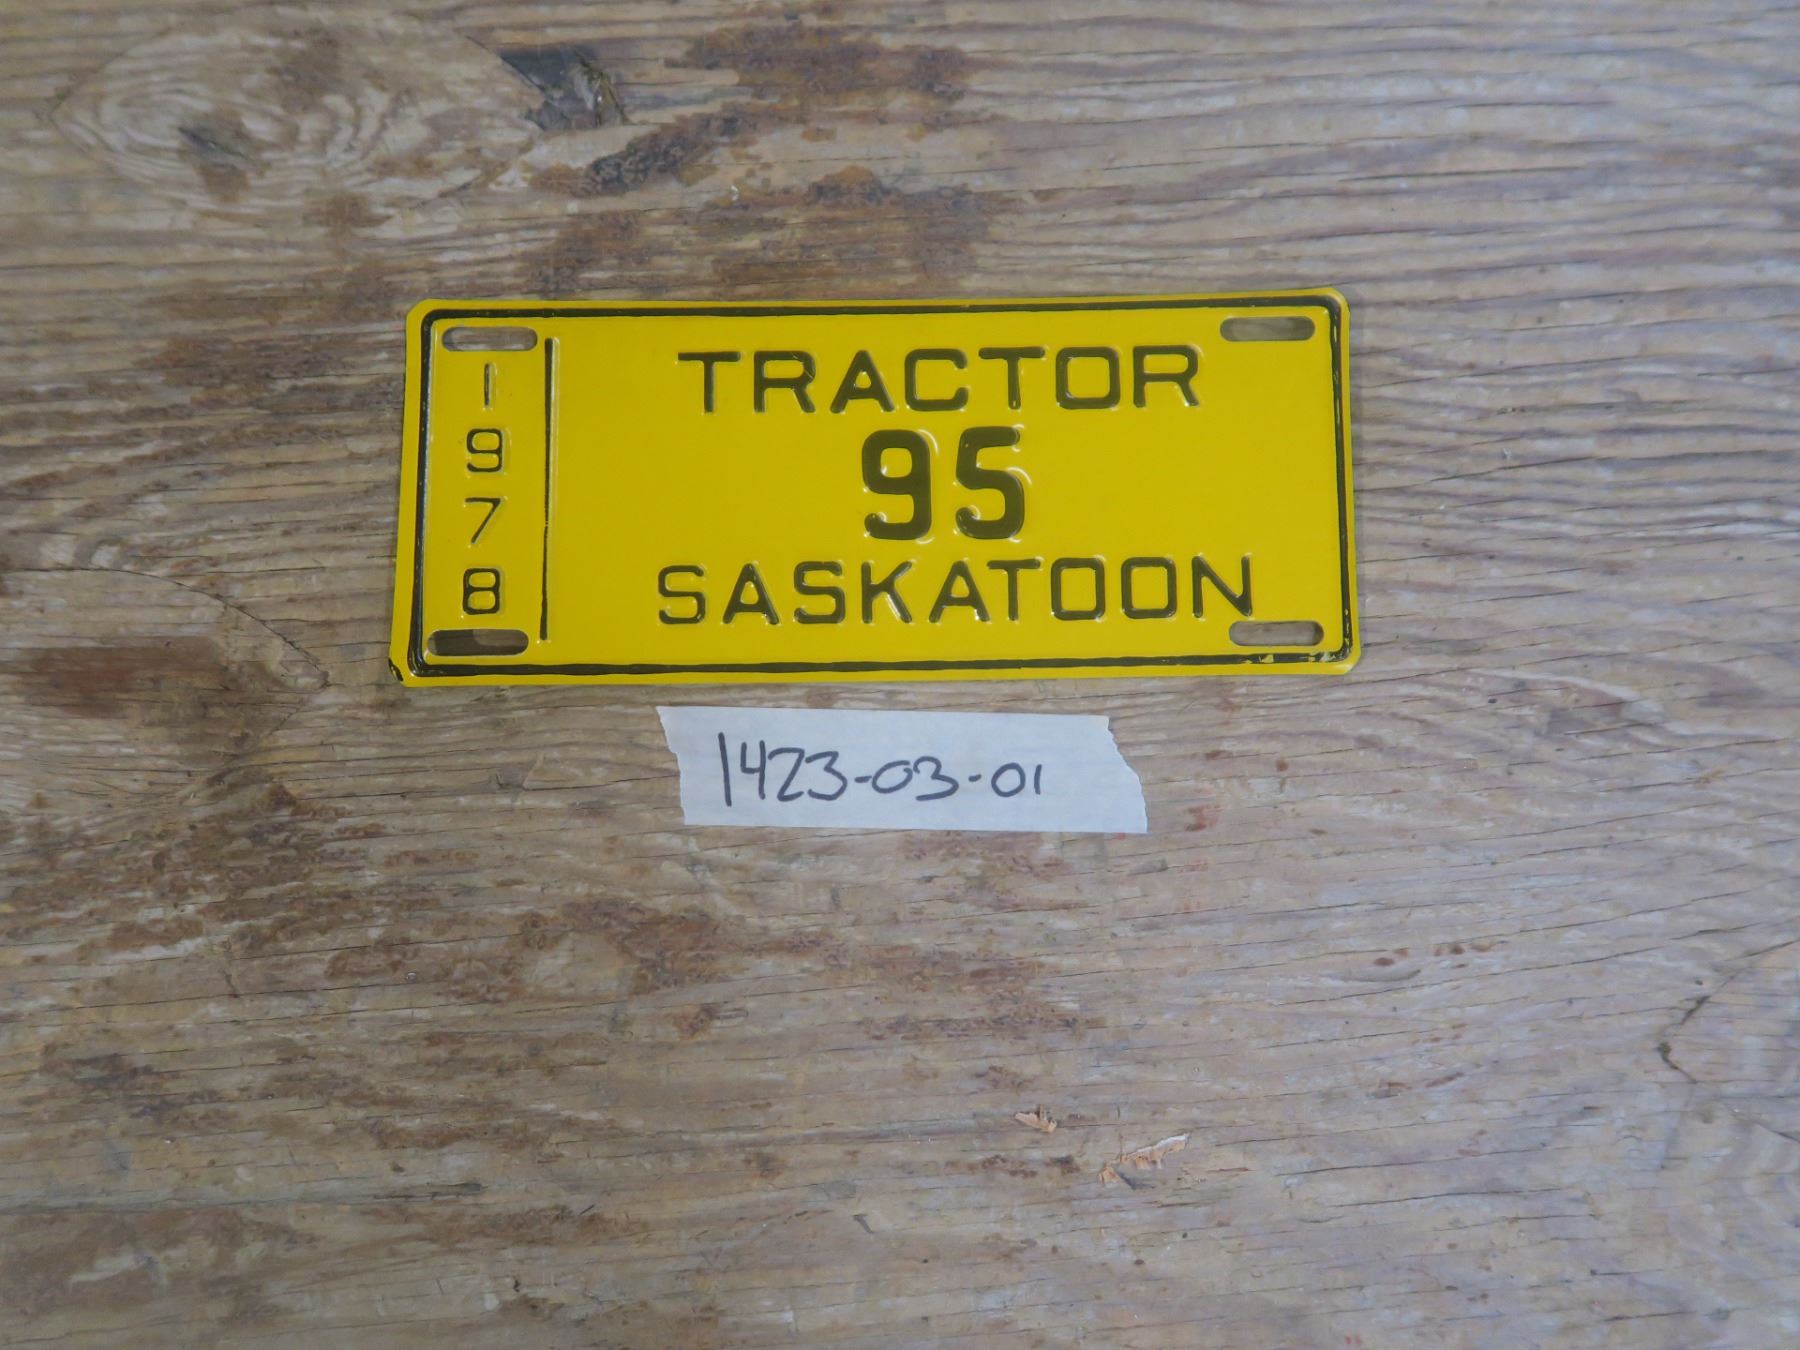 1978
TRACTOR
95
SASKATOON
1423-03-01